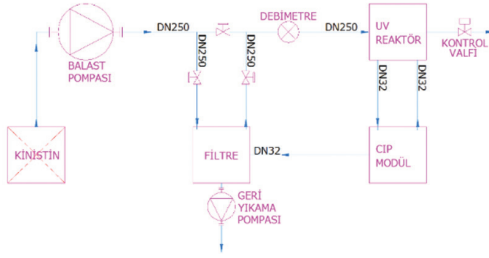 DEBİMETRE
UV
REAKTÖR
DN250
DN250
DN250
KONTROL
VALFİ
BALAST
POMPASI
DN250
DN250
DN32
DN32
KİNİSTİN
FİLTRE
DN32
CIP
MODÜL
GERİ
YIKAMA
POMPASI